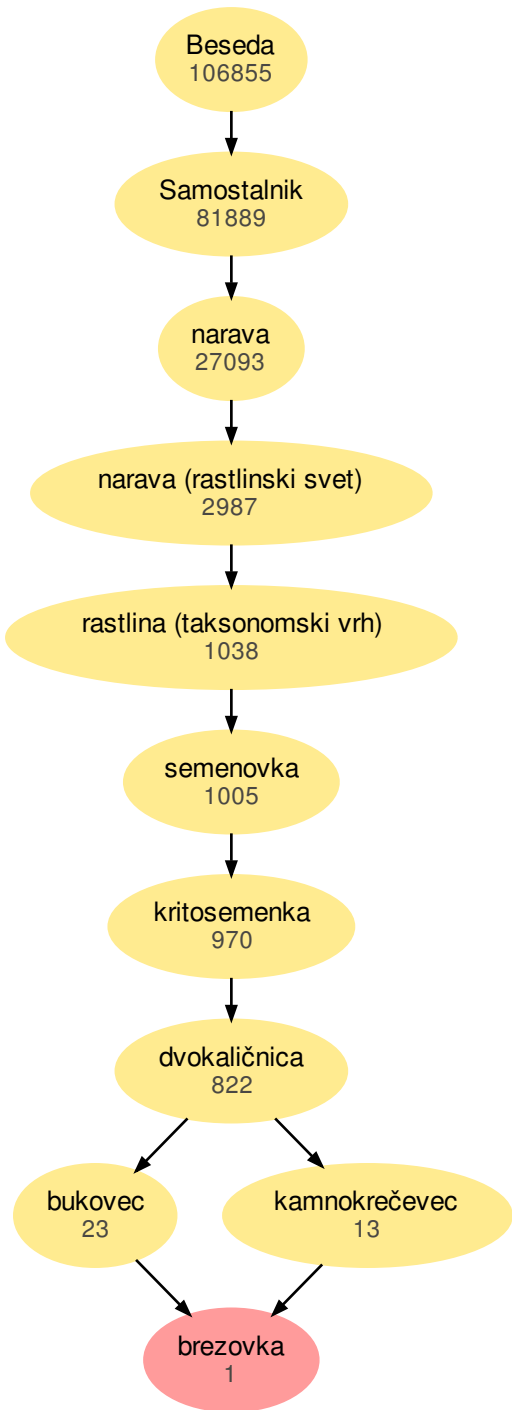 Beseda
106855
Samostalnik
81889
narava
27093
narava (rastlinski svet)
2987
rastlina (taksonomski vrh)
1038
semenovka
1005
kritosemenka
970
dvokaličnica
822
bukovec
23
kamnokrečevec
13
brezovka
1